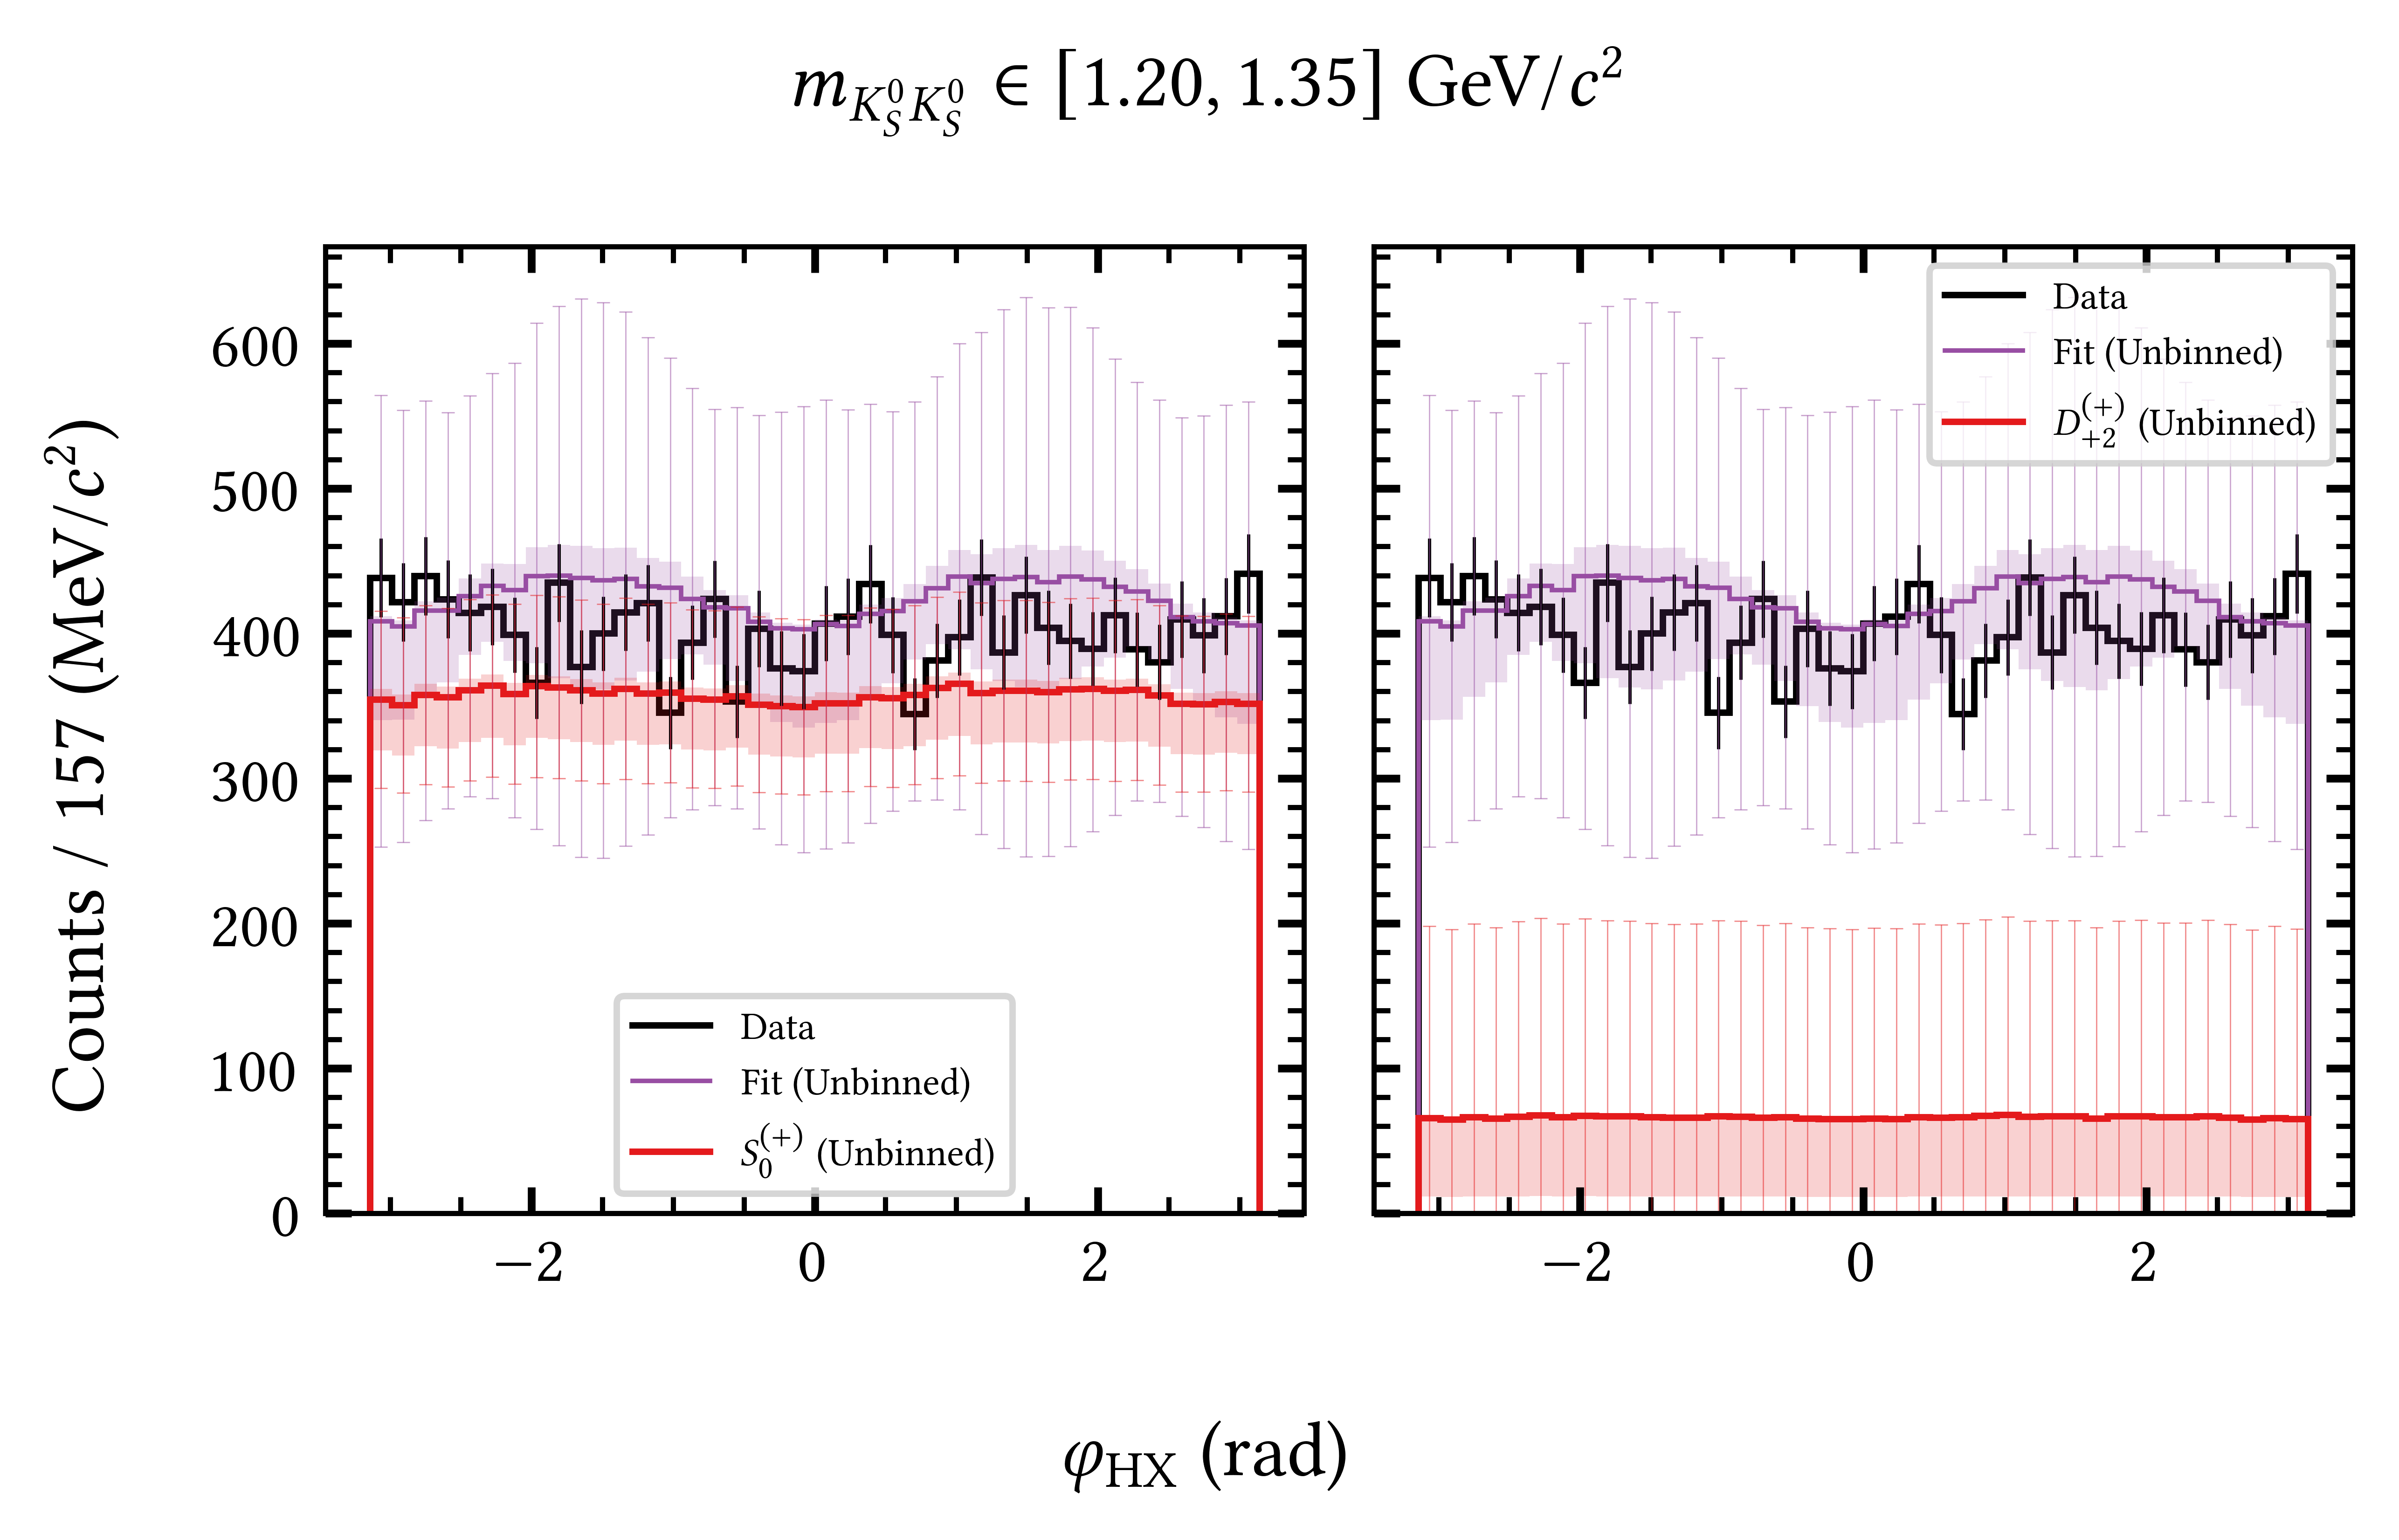 m_{K_S^0 K_S^0} ∈ [1.20, 1.35] GeV/c²
Counts / 157 (MeV/c²)
600
500
400
300
200
100
0
Data
Fit (Unbinned)
S_0^{(+)} (Unbinned)
−2 0 2
Data
Fit (Unbinned)
D_{+2}^{(+)} (Unbinned)
−2 0 2
φ_HX (rad)